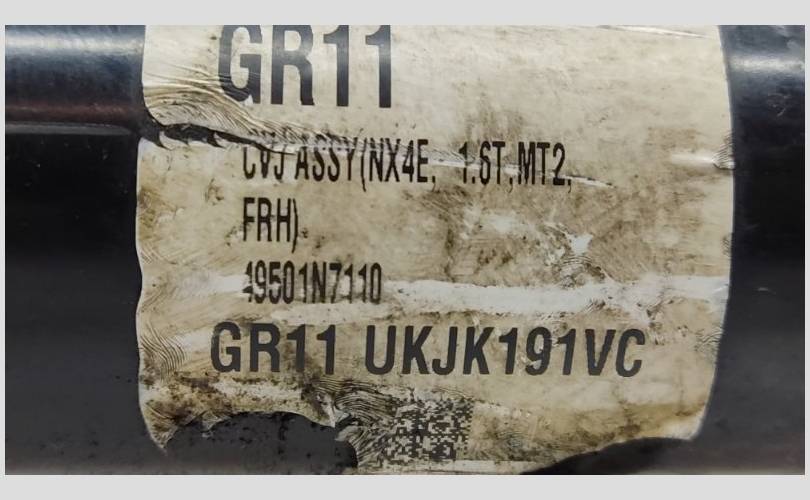 GR11
CVJ ASSY(NX4E, 1.6T,MT2,
FRH)
49501N7110
GR11 UKJK191VC